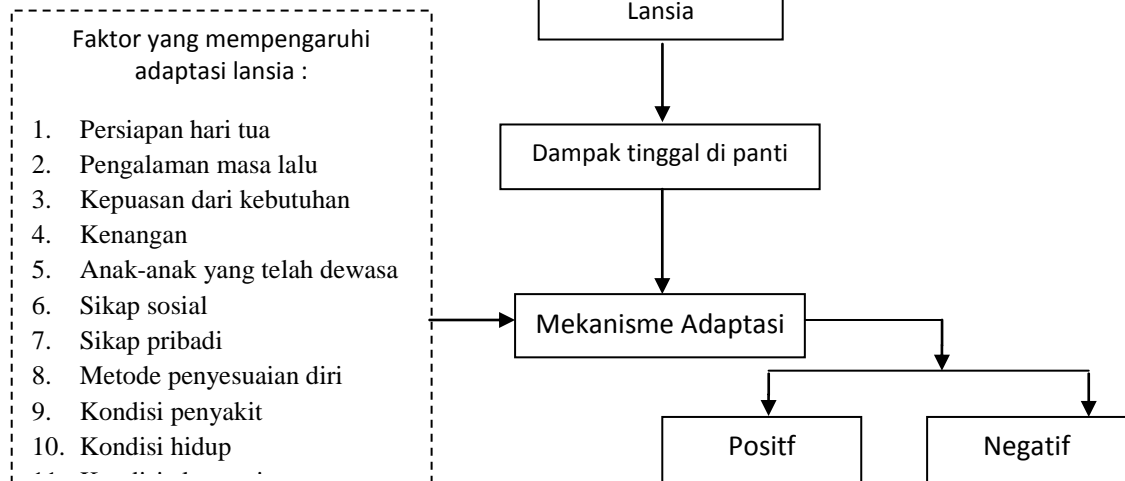 Lansia
Faktor yang mempengaruhi
adaptasi lansia :
1. Persiapan hari tua
2. Pengalaman masa lalu
3. Kepuasan dari kebutuhan
4. Kenangan
5. Anak-anak yang telah dewasa
6. Sikap sosial
7. Sikap pribadi
8. Metode penyesuaian diri
9. Kondisi penyakit
10. Kondisi hidup
Dampak tinggal di panti
Mekanisme Adaptasi
Positf
Negatif